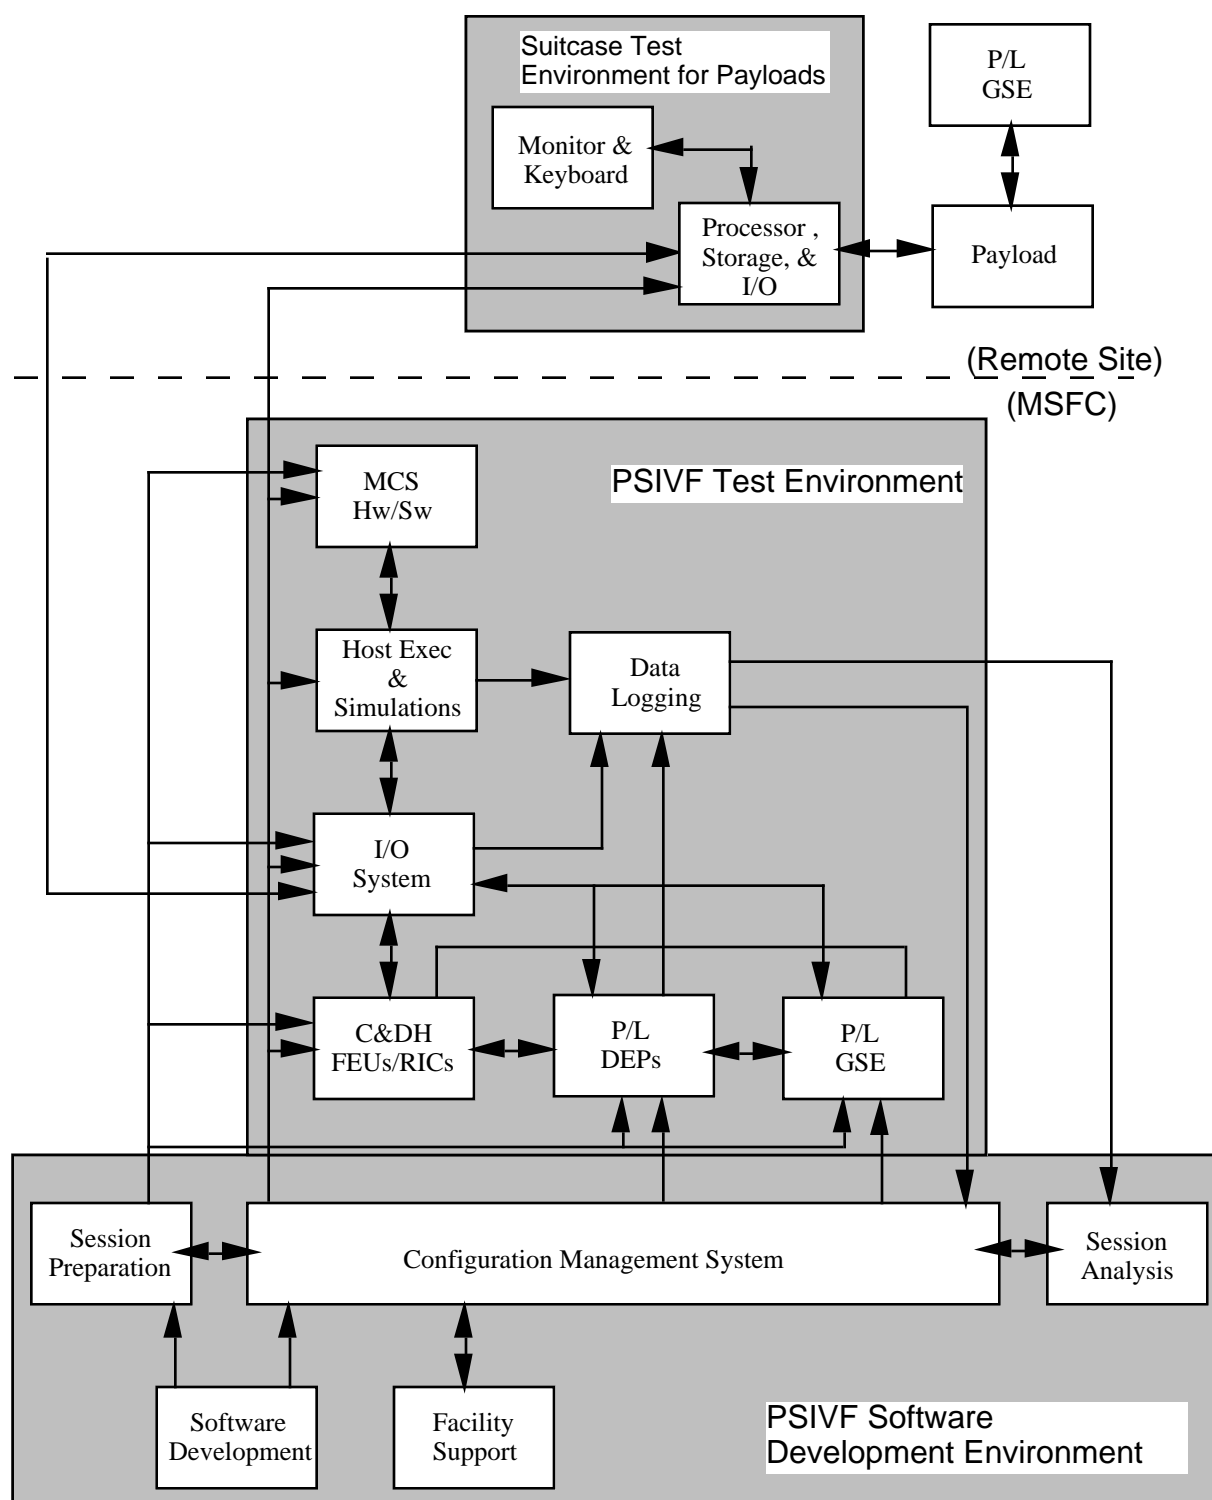 Suitcase Test
Environment for Payloads
P/L
GSE
Monitor &
Keyboard
Processor ,
Storage, &
I/O
Payload
(Remote Site)
(MSFC)
PSIVF Test Environment
MCS
Hw/Sw
Host Exec
&
Simulations
Data
Logging
I/O
System
C&DH
FEUs/RICs
P/L
DEPs
P/L
GSE
Session
Preparation
Configuration Management System
Session
Analysis
Software
Development
Facility
Support
PSIVF Software
Development Environment